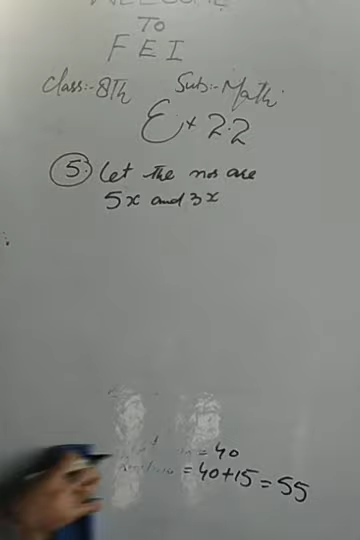 WELCOME
TO
FEI
Class:- 8Th Sub:- Math
Ex 2.2
5. Let the nos are
5x and 3x
= 40
= 40+15 = 55